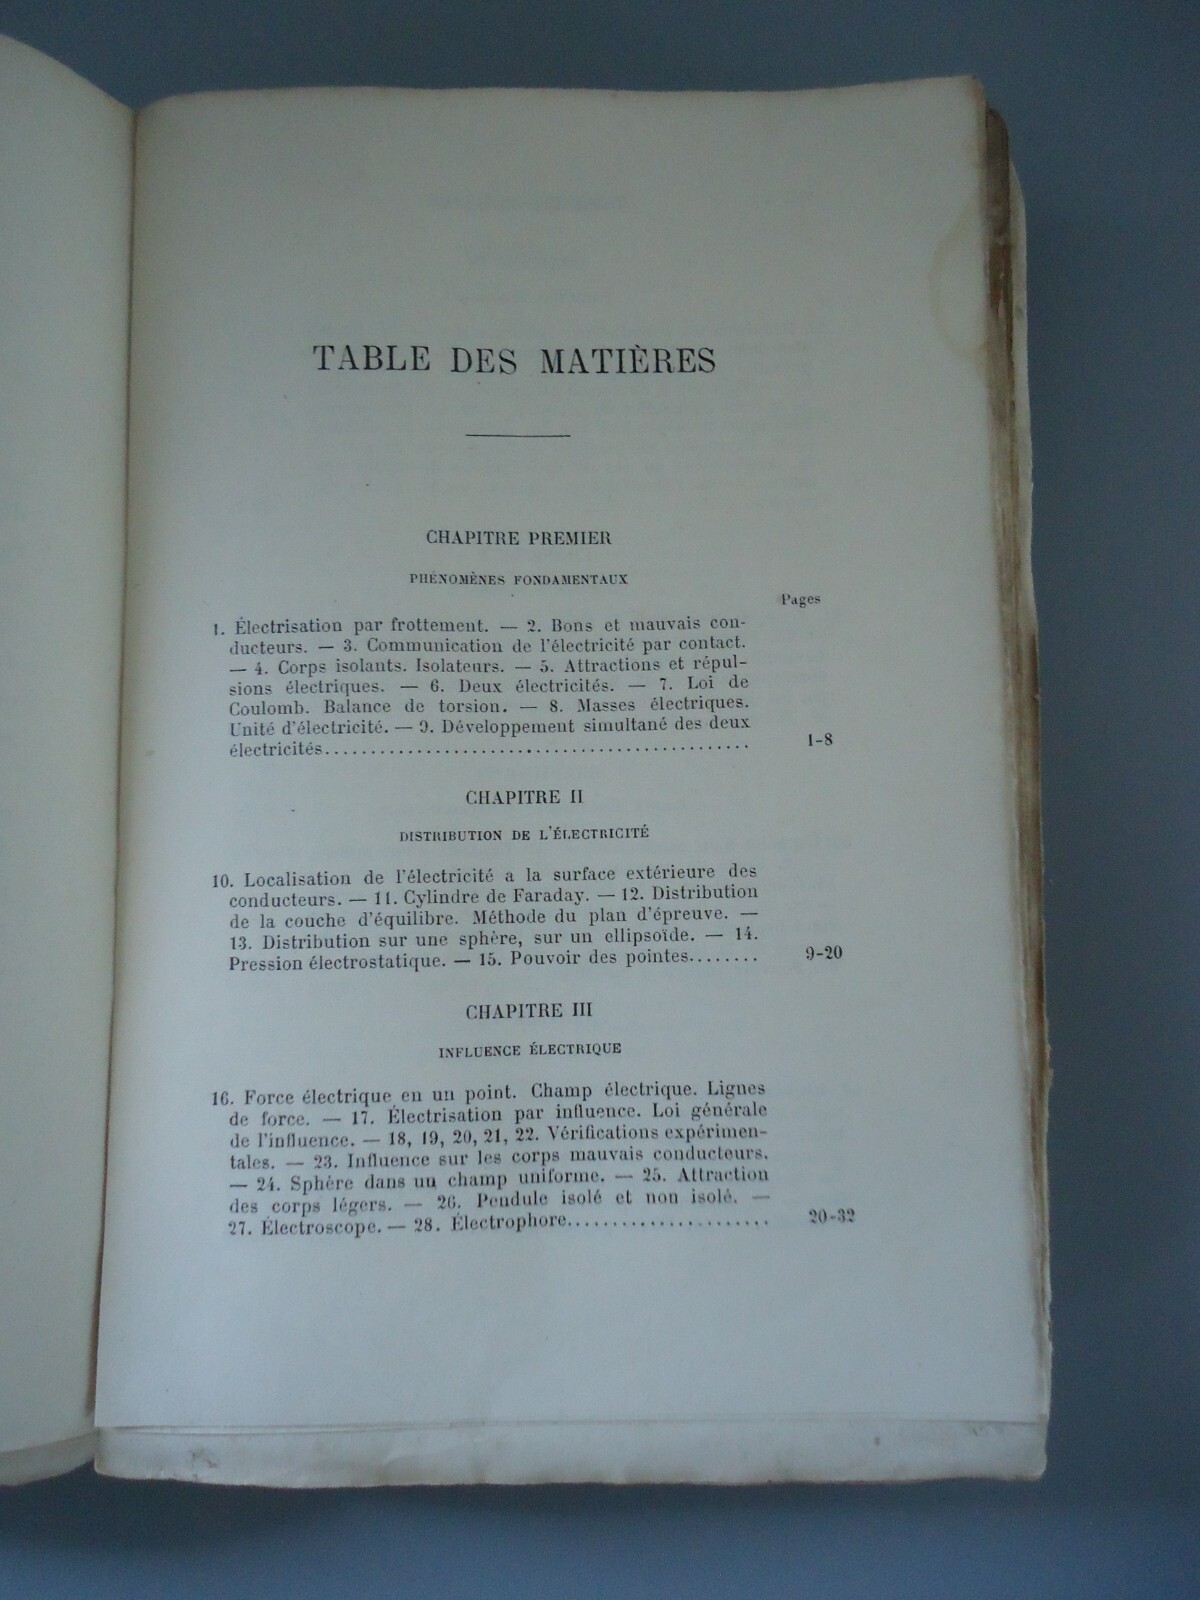 TABLE DES MATIÈRES
CHAPITRE PREMIER
PHÉNOMÈNES FONDAMENTAUX
Pages
1. Électrisation par frottement. — 2. Bons et mauvais con-
ducteurs. — 3. Communication de l'électricité par contact.
— 4. Corps isolants. Isolateurs. — 5. Attractions et répul-
sions électriques. — 6. Deux électricités. — 7. Loi de
Coulomb. Balance de torsion. — 8. Masses électriques.
Unité d'électricité. — 9. Développement simultané des deux
électricités............................................... 1-8
CHAPITRE II
DISTRIBUTION DE L'ÉLECTRICITÉ
10. Localisation de l'électricité a la surface extérieure des
conducteurs. — 11. Cylindre de Faraday. — 12. Distribution
de la couche d'équilibre. Méthode du plan d'épreuve. —
13. Distribution sur une sphère, sur un ellipsoïde. — 14.
Pression électrostatique. — 15. Pouvoir des pointes........ 9-20
CHAPITRE III
INFLUENCE ÉLECTRIQUE
16. Force électrique en un point. Champ électrique. Lignes
de force. — 17. Électrisation par influence. Loi générale
de l'influence. — 18, 19, 20, 21, 22. Vérifications expérimen-
tales. — 23. Influence sur les corps mauvais conducteurs.
— 24. Sphère dans un champ uniforme. — 25. Attraction
des corps légers. — 26. Pendule isolé et non isolé. —
27. Électroscope. — 28. Électrophore...................... 20-32